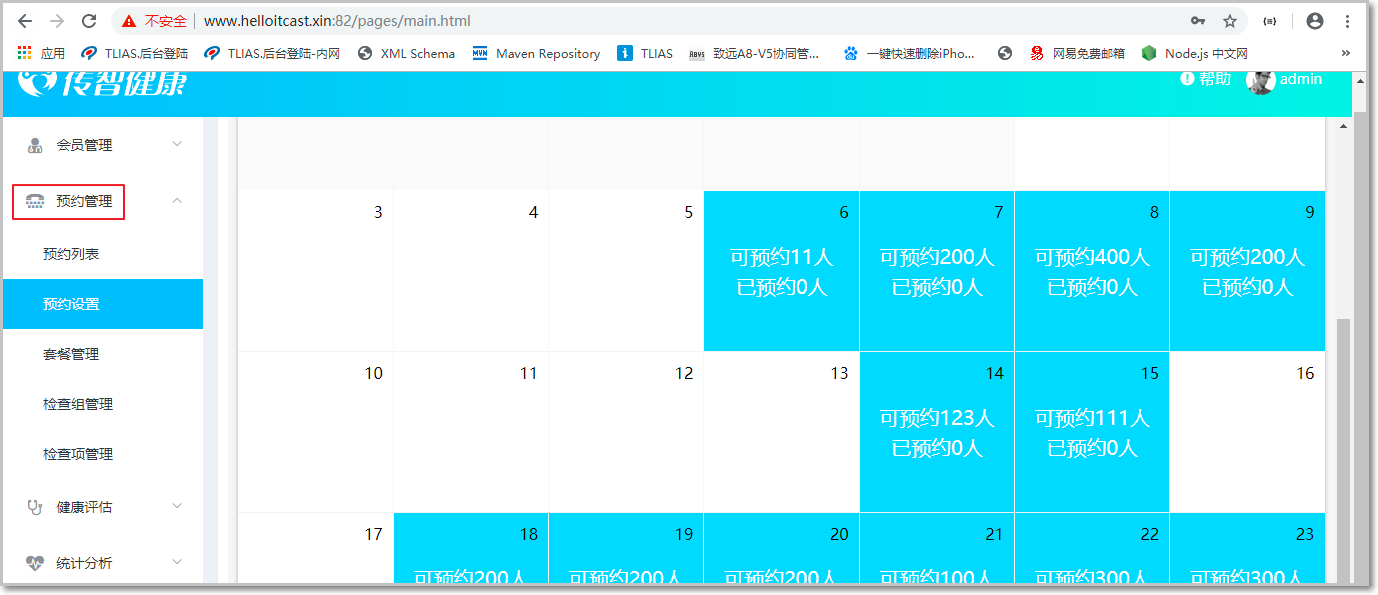 不安全 www.helloitcast.xin:82/pages/main.html
应用 TLIAS.后台登陆 TLIAS.后台登陆-内网 XML Schema MVN Maven Repository TLIAS 致远A8-V5协同管... 一键快速删除iPho... 网易免费邮箱 Node.js 中文网 »
传智健康 帮助 admin
会员管理
预约管理
预约列表
预约设置
套餐管理
检查组管理
检查项管理
健康评估
统计分析
3 4 5 6 7 8 9
可预约11人 可预约200人 可预约400人 可预约200人
已预约0人 已预约0人 已预约0人 已预约0人
10 11 12 13 14 15 16
可预约123人 可预约111人
已预约0人 已预约0人
17 18 19 20 21 22 23
可预约200人 可预约200人 可预约200人 可预约100人 可预约300人 可预约300人